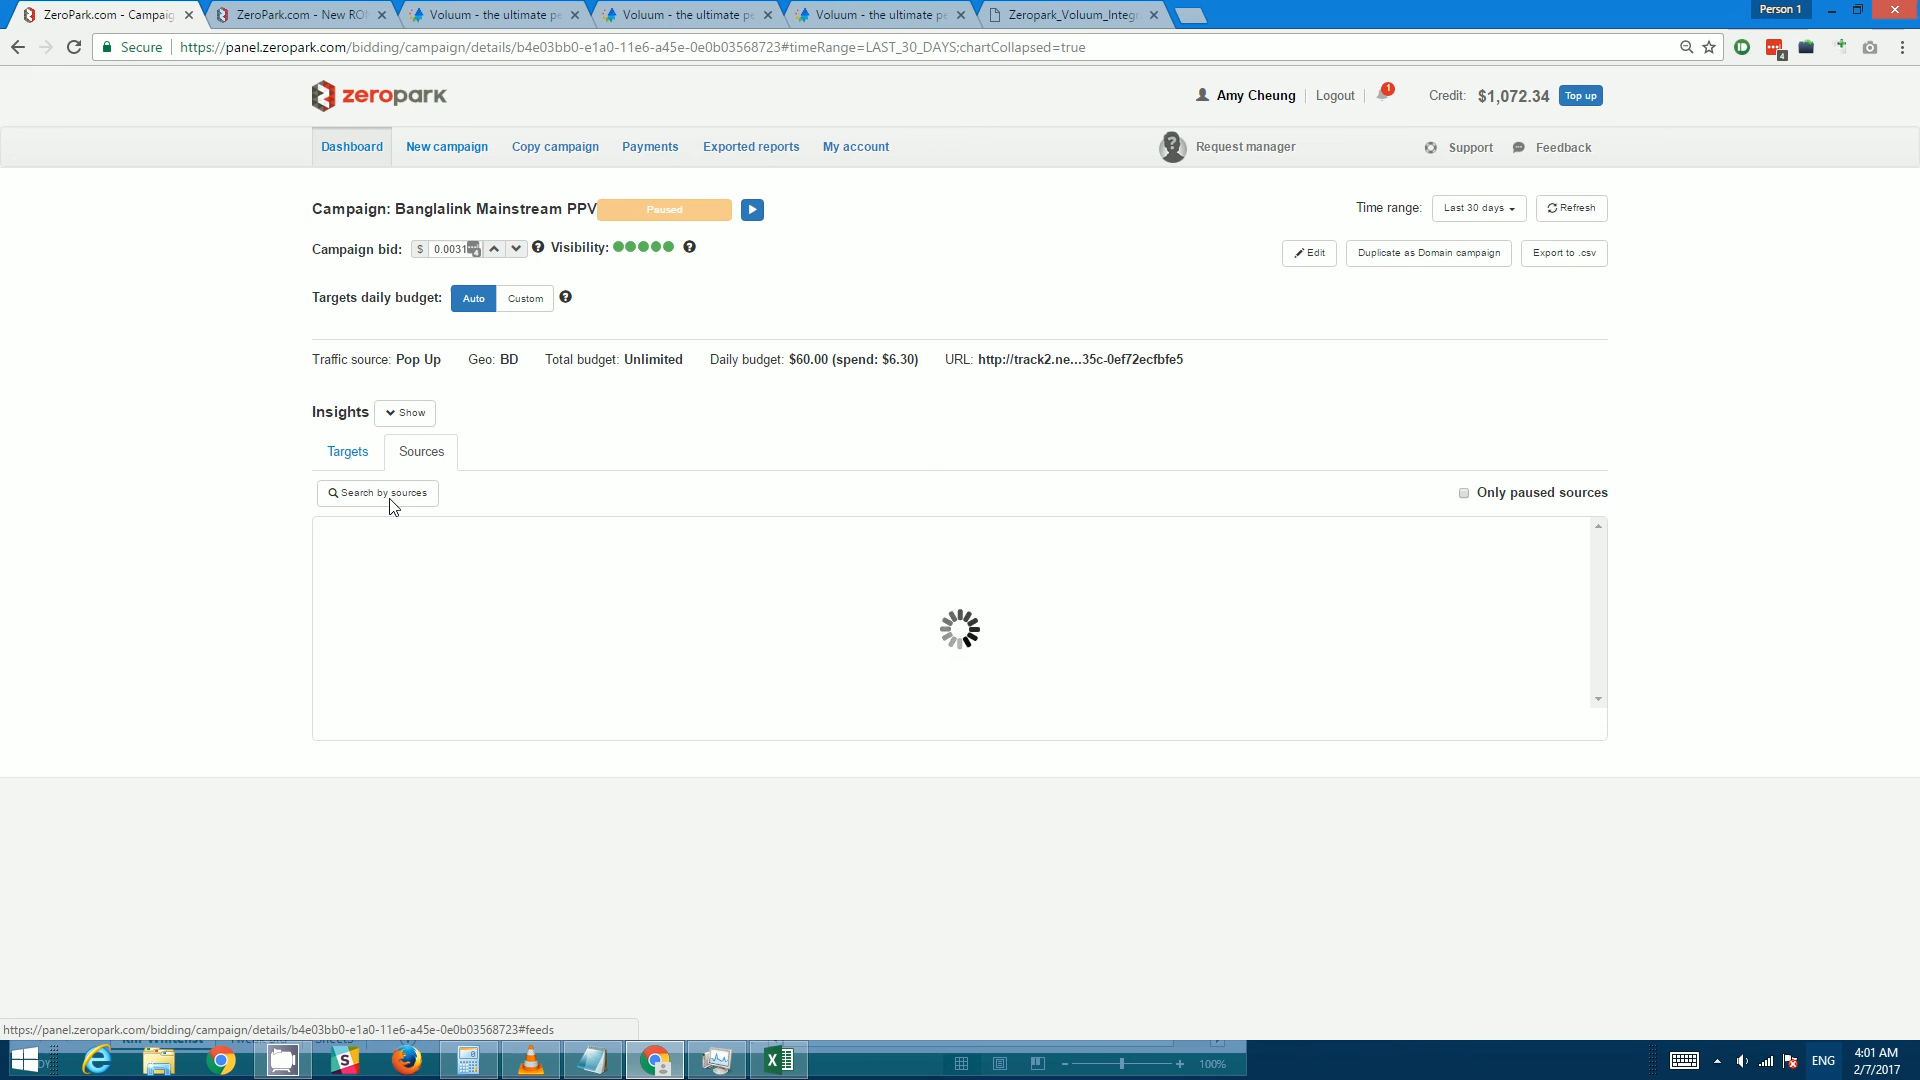 ZeroPark.com - Campaig
ZeroPark.com - New RO
Voluum - the ultimate pe
Voluum - the ultimate pe
Voluum - the ultimate pe
Zeropark_Voluum_Integr
Person 1
Secure
https://panel.zeropark.com/bidding/campaign/details/b4e03bb0-e1a0-11e6-a45e-0e0b03568723#timeRange=LAST_30_DAYS;chartCollapsed=true
4
zeropark
Amy Cheung
Logout
1
Credit: $1,072.34
Top up
Dashboard
New campaign
Copy campaign
Payments
Exported reports
My account
Request manager
Support
Feedback
Campaign: Banglalink Mainstream PPV
Paused
Time range:
Last 30 days
Refresh
Campaign bid:
$ 0.0031
Visibility:
Edit
Duplicate as Domain campaign
Export to .csv
Targets daily budget:
Auto
Custom
Traffic source: Pop Up
Geo: BD
Total budget: Unlimited
Daily budget: $60.00 (spend: $6.30)
URL: http://track2.ne...35c-0ef72ecfbfe5
Insights
Show
Targets
Sources
Search by sources
Only paused sources
https://panel.zeropark.com/bidding/campaign/details/b4e03bb0-e1a0-11e6-a45e-0e0b03568723#feeds
100%
ENG
4:01 AM
2/7/2017